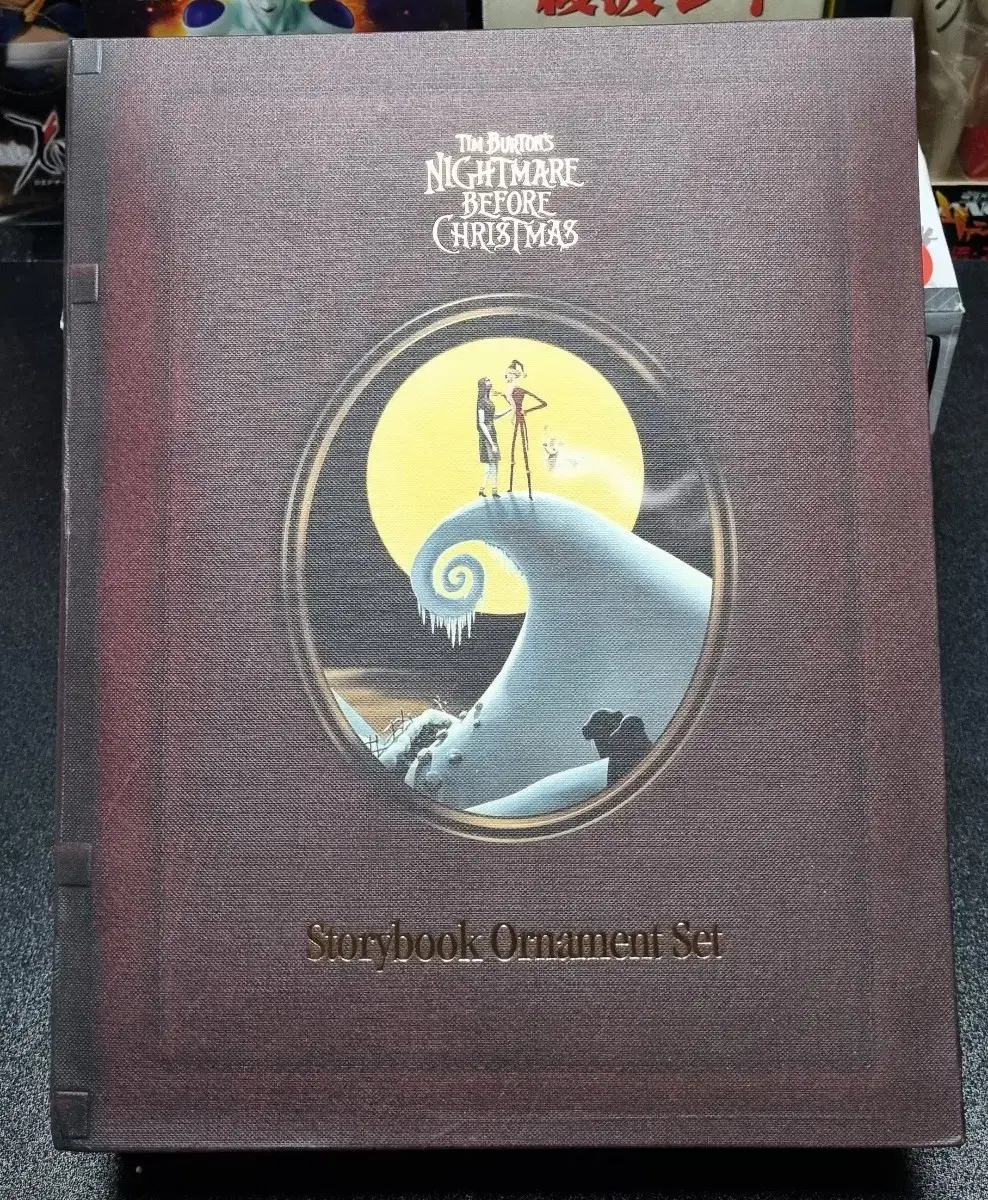 Tim Burton's
Nightmare
Before
Christmas
Storybook Ornament Set